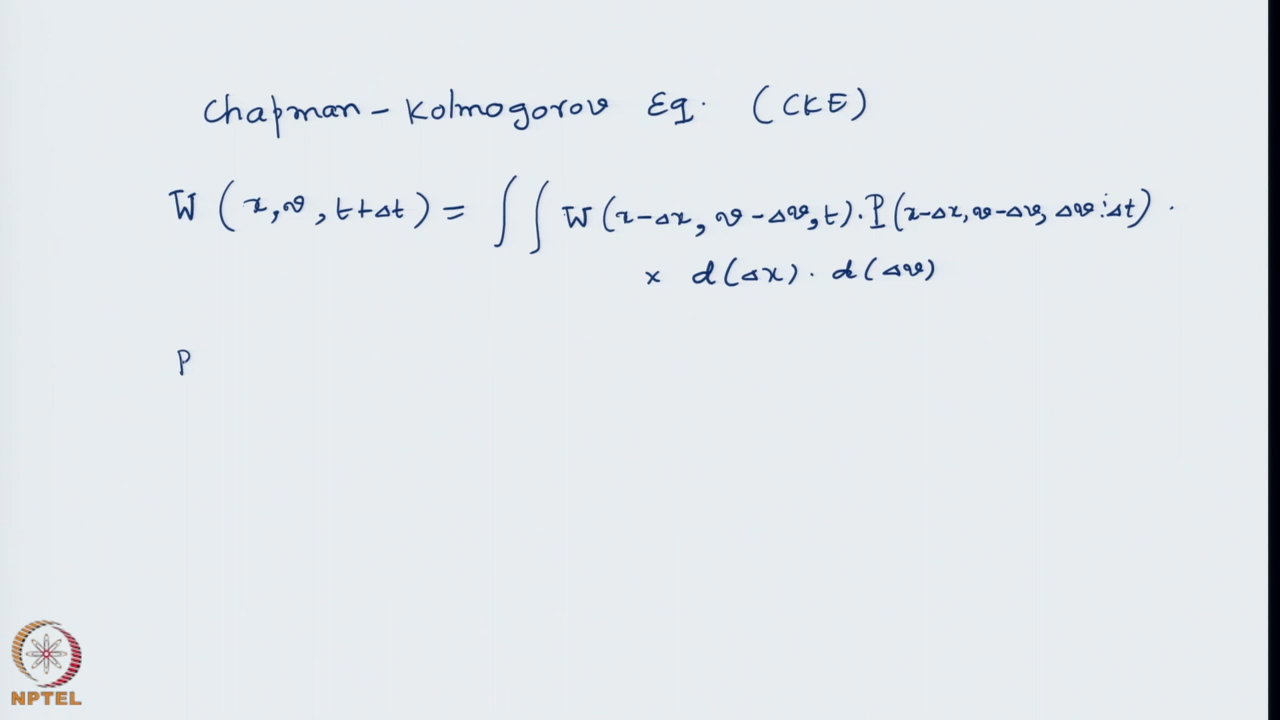 Chapman-Kolmogorov Eq. (CKE)
W (x, v, t+Δt) = ∫∫ W (x-Δx, v-Δv, t). P (x-Δx, v-Δv, Δv : Δt) .
× d(Δx). d(Δv)
P
NPTEL